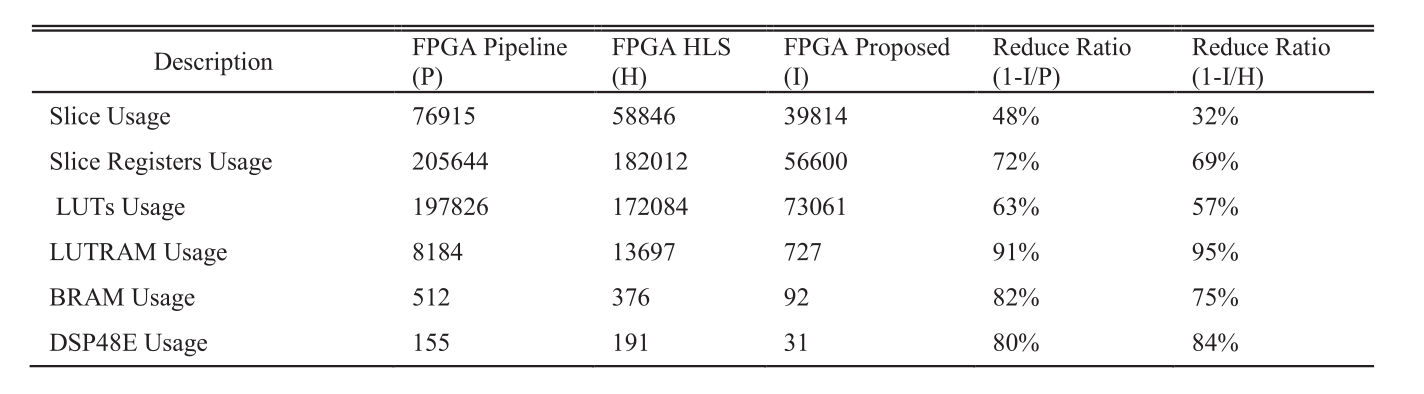 Description FPGA Pipeline (P) FPGA HLS (H) FPGA Proposed (I) Reduce Ratio (1-I/P) Reduce Ratio (1-I/H)
Slice Usage 76915 58846 39814 48% 32%
Slice Registers Usage 205644 182012 56600 72% 69%
LUTs Usage 197826 172084 73061 63% 57%
LUTRAM Usage 8184 13697 727 91% 95%
BRAM Usage 512 376 92 82% 75%
DSP48E Usage 155 191 31 80% 84%